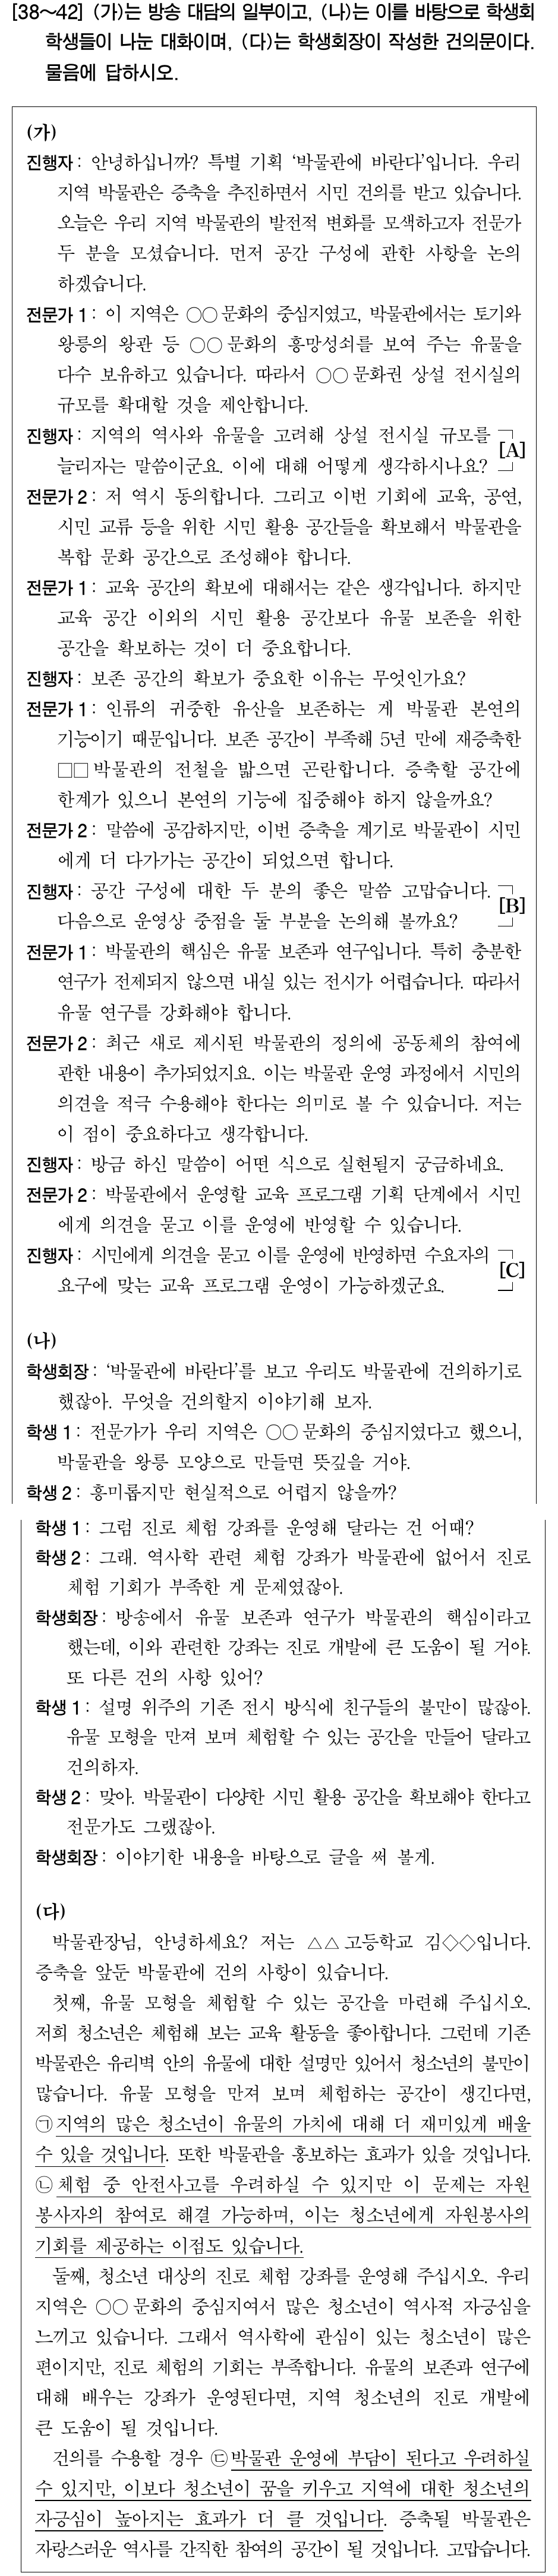 [38～42] (가)는 방송 대담의 일부이고, (나)는 이를 바탕으로 학생회
학생들이 나눈 대화이며, (다)는 학생회장이 작성한 건의문이다.
물음에 답하시오.
(가)
진행자 : 안녕하십니까? 특별 기획 ‘박물관에 바란다’입니다. 우리
지역 박물관은 증축을 추진하면서 시민 건의를 받고 있습니다.
오늘은 우리 지역 박물관의 발전적 변화를 모색하고자 전문가
두 분을 모셨습니다. 먼저 공간 구성에 관한 사항을 논의
하겠습니다.
전문가 1 : 이 지역은 ○○ 문화의 중심지였고, 박물관에서는 토기와
왕릉의 왕관 등 ○○ 문화의 흥망성쇠를 보여 주는 유물을
다수 보유하고 있습니다. 따라서 ○○ 문화권 상설 전시실의
규모를 확대할 것을 제안합니다.
진행자 : 지역의 역사와 유물을 고려해 상설 전시실 규모를
늘리자는 말씀이군요. 이에 대해 어떻게 생각하시나요? [A]
전문가 2 : 저 역시 동의합니다. 그리고 이번 기회에 교육, 공연,
시민 교류 등을 위한 시민 활용 공간들을 확보해서 박물관을
복합 문화 공간으로 조성해야 합니다.
전문가 1 : 교육 공간의 확보에 대해서는 같은 생각입니다. 하지만
교육 공간 이외의 시민 활용 공간보다 유물 보존을 위한
공간을 확보하는 것이 더 중요합니다.
진행자 : 보존 공간의 확보가 중요한 이유는 무엇인가요?
전문가 1 : 인류의 귀중한 유산을 보존하는 게 박물관 본연의
기능이기 때문입니다. 보존 공간이 부족해 5년 만에 재증축한
□□ 박물관의 전철을 밟으면 곤란합니다. 증축할 공간에
한계가 있으니 본연의 기능에 집중해야 하지 않을까요?
전문가 2 : 말씀에 공감하지만, 이번 증축을 계기로 박물관이 시민
에게 더 다가가는 공간이 되었으면 합니다.
진행자 : 공간 구성에 대한 두 분의 좋은 말씀 고맙습니다.
다음으로 운영상 중점을 둘 부분을 논의해 볼까요? [B]
전문가 1 : 박물관의 핵심은 유물 보존과 연구입니다. 특히 충분한
연구가 전제되지 않으면 내실 있는 전시가 어렵습니다. 따라서
유물 연구를 강화해야 합니다.
전문가 2 : 최근 새로 제시된 박물관의 정의에 공동체의 참여에
관한 내용이 추가되었지요. 이는 박물관 운영 과정에서 시민의
의견을 적극 수용해야 한다는 의미로 볼 수 있습니다. 저는
이 점이 중요하다고 생각합니다.
진행자 : 방금 하신 말씀이 어떤 식으로 실현될지 궁금하네요.
전문가 2 : 박물관에서 운영할 교육 프로그램 기획 단계에서 시민
에게 의견을 묻고 이를 운영에 반영할 수 있습니다.
진행자 : 시민에게 의견을 묻고 이를 운영에 반영하면 수요자의
요구에 맞는 교육 프로그램 운영이 가능하겠군요. [C]
(나)
학생회장 : ‘박물관에 바란다’를 보고 우리도 박물관에 건의하기로
했잖아. 무엇을 건의할지 이야기해 보자.
학생 1 : 전문가가 우리 지역은 ○○ 문화의 중심지였다고 했으니,
박물관을 왕릉 모양으로 만들면 뜻깊을 거야.
학생 2 : 흥미롭지만 현실적으로 어렵지 않을까?
학생 1 : 그럼 진로 체험 강좌를 운영해 달라는 건 어때?
학생 2 : 그래. 역사학 관련 체험 강좌가 박물관에 없어서 진로
체험 기회가 부족한 게 문제였잖아.
학생회장 : 방송에서 유물 보존과 연구가 박물관의 핵심이라고
했는데, 이와 관련한 강좌는 진로 개발에 큰 도움이 될 거야.
또 다른 건의 사항 있어?
학생 1 : 설명 위주의 기존 전시 방식에 친구들의 불만이 많잖아.
유물 모형을 만져 보며 체험할 수 있는 공간을 만들어 달라고
건의하자.
학생 2 : 맞아. 박물관이 다양한 시민 활용 공간을 확보해야 한다고
전문가도 그랬잖아.
학생회장 : 이야기한 내용을 바탕으로 글을 써 볼게.
(다)
박물관장님, 안녕하세요? 저는 △△ 고등학교 김◇◇입니다.
증축을 앞둔 박물관에 건의 사항이 있습니다.
첫째, 유물 모형을 체험할 수 있는 공간을 마련해 주십시오.
저희 청소년은 체험해 보는 교육 활동을 좋아합니다. 그런데 기존
박물관은 유리벽 안의 유물에 대한 설명만 있어서 청소년의 불만이
많습니다. 유물 모형을 만져 보며 체험하는 공간이 생긴다면,
㉠지역의 많은 청소년이 유물의 가치에 대해 더 재미있게 배울
수 있을 것입니다. 또한 박물관을 홍보하는 효과가 있을 것입니다.
㉡체험 중 안전사고를 우려하실 수 있지만 이 문제는 자원
봉사자의 참여로 해결 가능하며, 이는 청소년에게 자원봉사의
기회를 제공하는 이점도 있습니다.
둘째, 청소년 대상의 진로 체험 강좌를 운영해 주십시오. 우리
지역은 ○○ 문화의 중심지여서 많은 청소년이 역사적 자긍심을
느끼고 있습니다. 그래서 역사학에 관심이 있는 청소년이 많은
편이지만, 진로 체험의 기회는 부족합니다. 유물의 보존과 연구에
대해 배우는 강좌가 운영된다면, 지역 청소년의 진로 개발에
큰 도움이 될 것입니다.
건의를 수용할 경우 ㉢박물관 운영에 부담이 된다고 우려하실
수 있지만, 이보다 청소년이 꿈을 키우고 지역에 대한 청소년의
자긍심이 높아지는 효과가 더 클 것입니다. 증축될 박물관은
자랑스러운 역사를 간직한 참여의 공간이 될 것입니다. 고맙습니다.